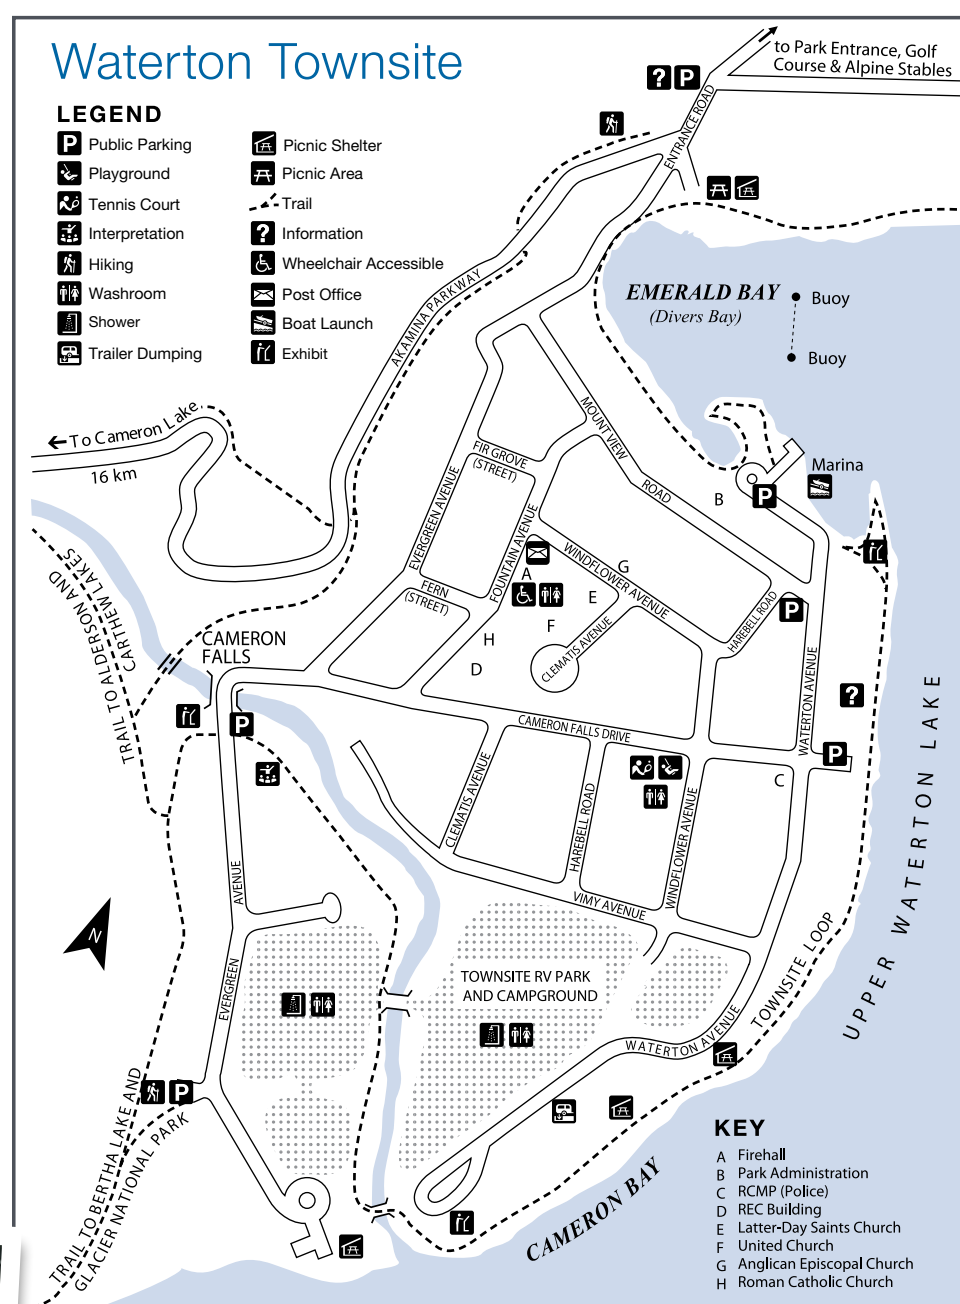 Waterton Townsite
LEGEND
P Public Parking
Playground
Tennis Court
Interpretation
Hiking
Washroom
Shower
Trailer Dumping
Picnic Shelter
Picnic Area
Trail
? Information
Wheelchair Accessible
Post Office
Boat Launch
Exhibit
to Park Entrance, Golf
Course & Alpine Stables
? P
ENTRANCE ROAD
AKAMINA PARKWAY
EMERALD BAY
(Divers Bay)
Buoy
Buoy
To Cameron Lake
16 km
MOUNT VIEW
ROAD
FIR GROVE
(STREET)
Marina
B
P
EVERGREEN AVENUE
FOUNTAIN AVENUE
WINDFLOWER AVENUE
G
A
E
F
H
D
FERN
(STREET)
CLEMATIS AVENUE
HAREBELL ROAD
P
WATERTON AVENUE
TRAIL TO ALDERSON AND
CARTHEW LAKES
CAMERON
FALLS
P
?
P
C
CAMERON FALLS DRIVE
CLEMATIS AVENUE
HAREBELL ROAD
WINDFLOWER AVENUE
VIMY AVENUE
EVERGREEN
AVENUE
N
TOWNSITE RV PARK
AND CAMPGROUND
WATERTON AVENUE
TOWNSITE LOOP
UPPER WATERTON LAKE
P
TRAIL TO BERTHA LAKE AND
GLACIER NATIONAL PARK
CAMERON BAY
KEY
A Firehall
B Park Administration
C RCMP (Police)
D REC Building
E Latter-Day Saints Church
F United Church
G Anglican Episcopal Church
H Roman Catholic Church